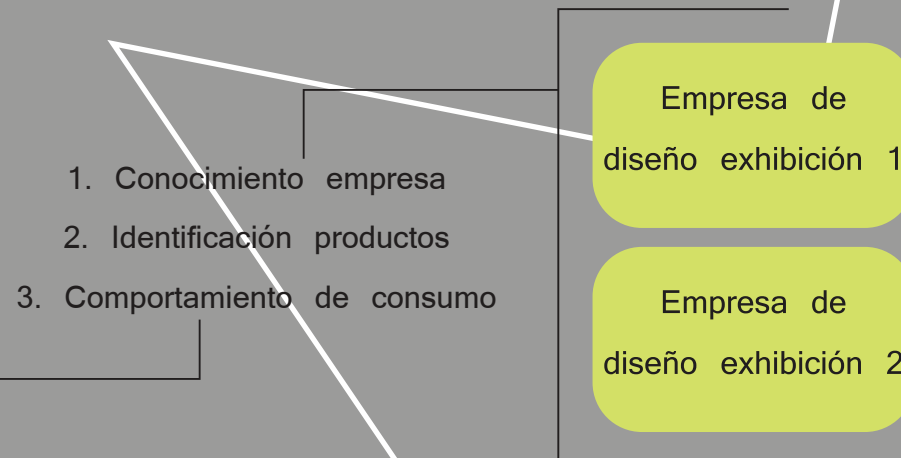 1. Conocimiento empresa
2. Identificación productos
3. Comportamiento de consumo
Empresa de
diseño exhibición 1
Empresa de
diseño exhibición 2